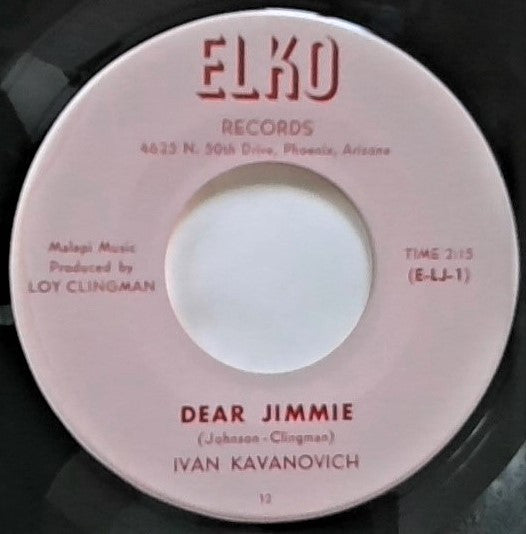 ELKO
RECORDS
4625 N. 50th Drive, Phoenix, Arizona
Malapi Music
Produced by
LOY CLINGMAN
TIME 2:15
(E-LJ-1)
DEAR JIMMIE
(Johnson - Clingman)
IVAN KAVANOVICH
12